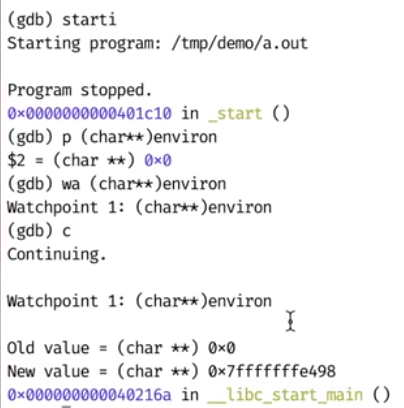 (gdb) starti
Starting program: /tmp/demo/a.out
Program stopped.
0x0000000000401c10 in _start ()
(gdb) p (char**)environ
$2 = (char **) 0x0
(gdb) wa (char**)environ
Watchpoint 1: (char**)environ
(gdb) c
Continuing.
Watchpoint 1: (char**)environ
Old value = (char **) 0x0
New value = (char **) 0x7fffffffe498
0x000000000040216a in __libc_start_main ()